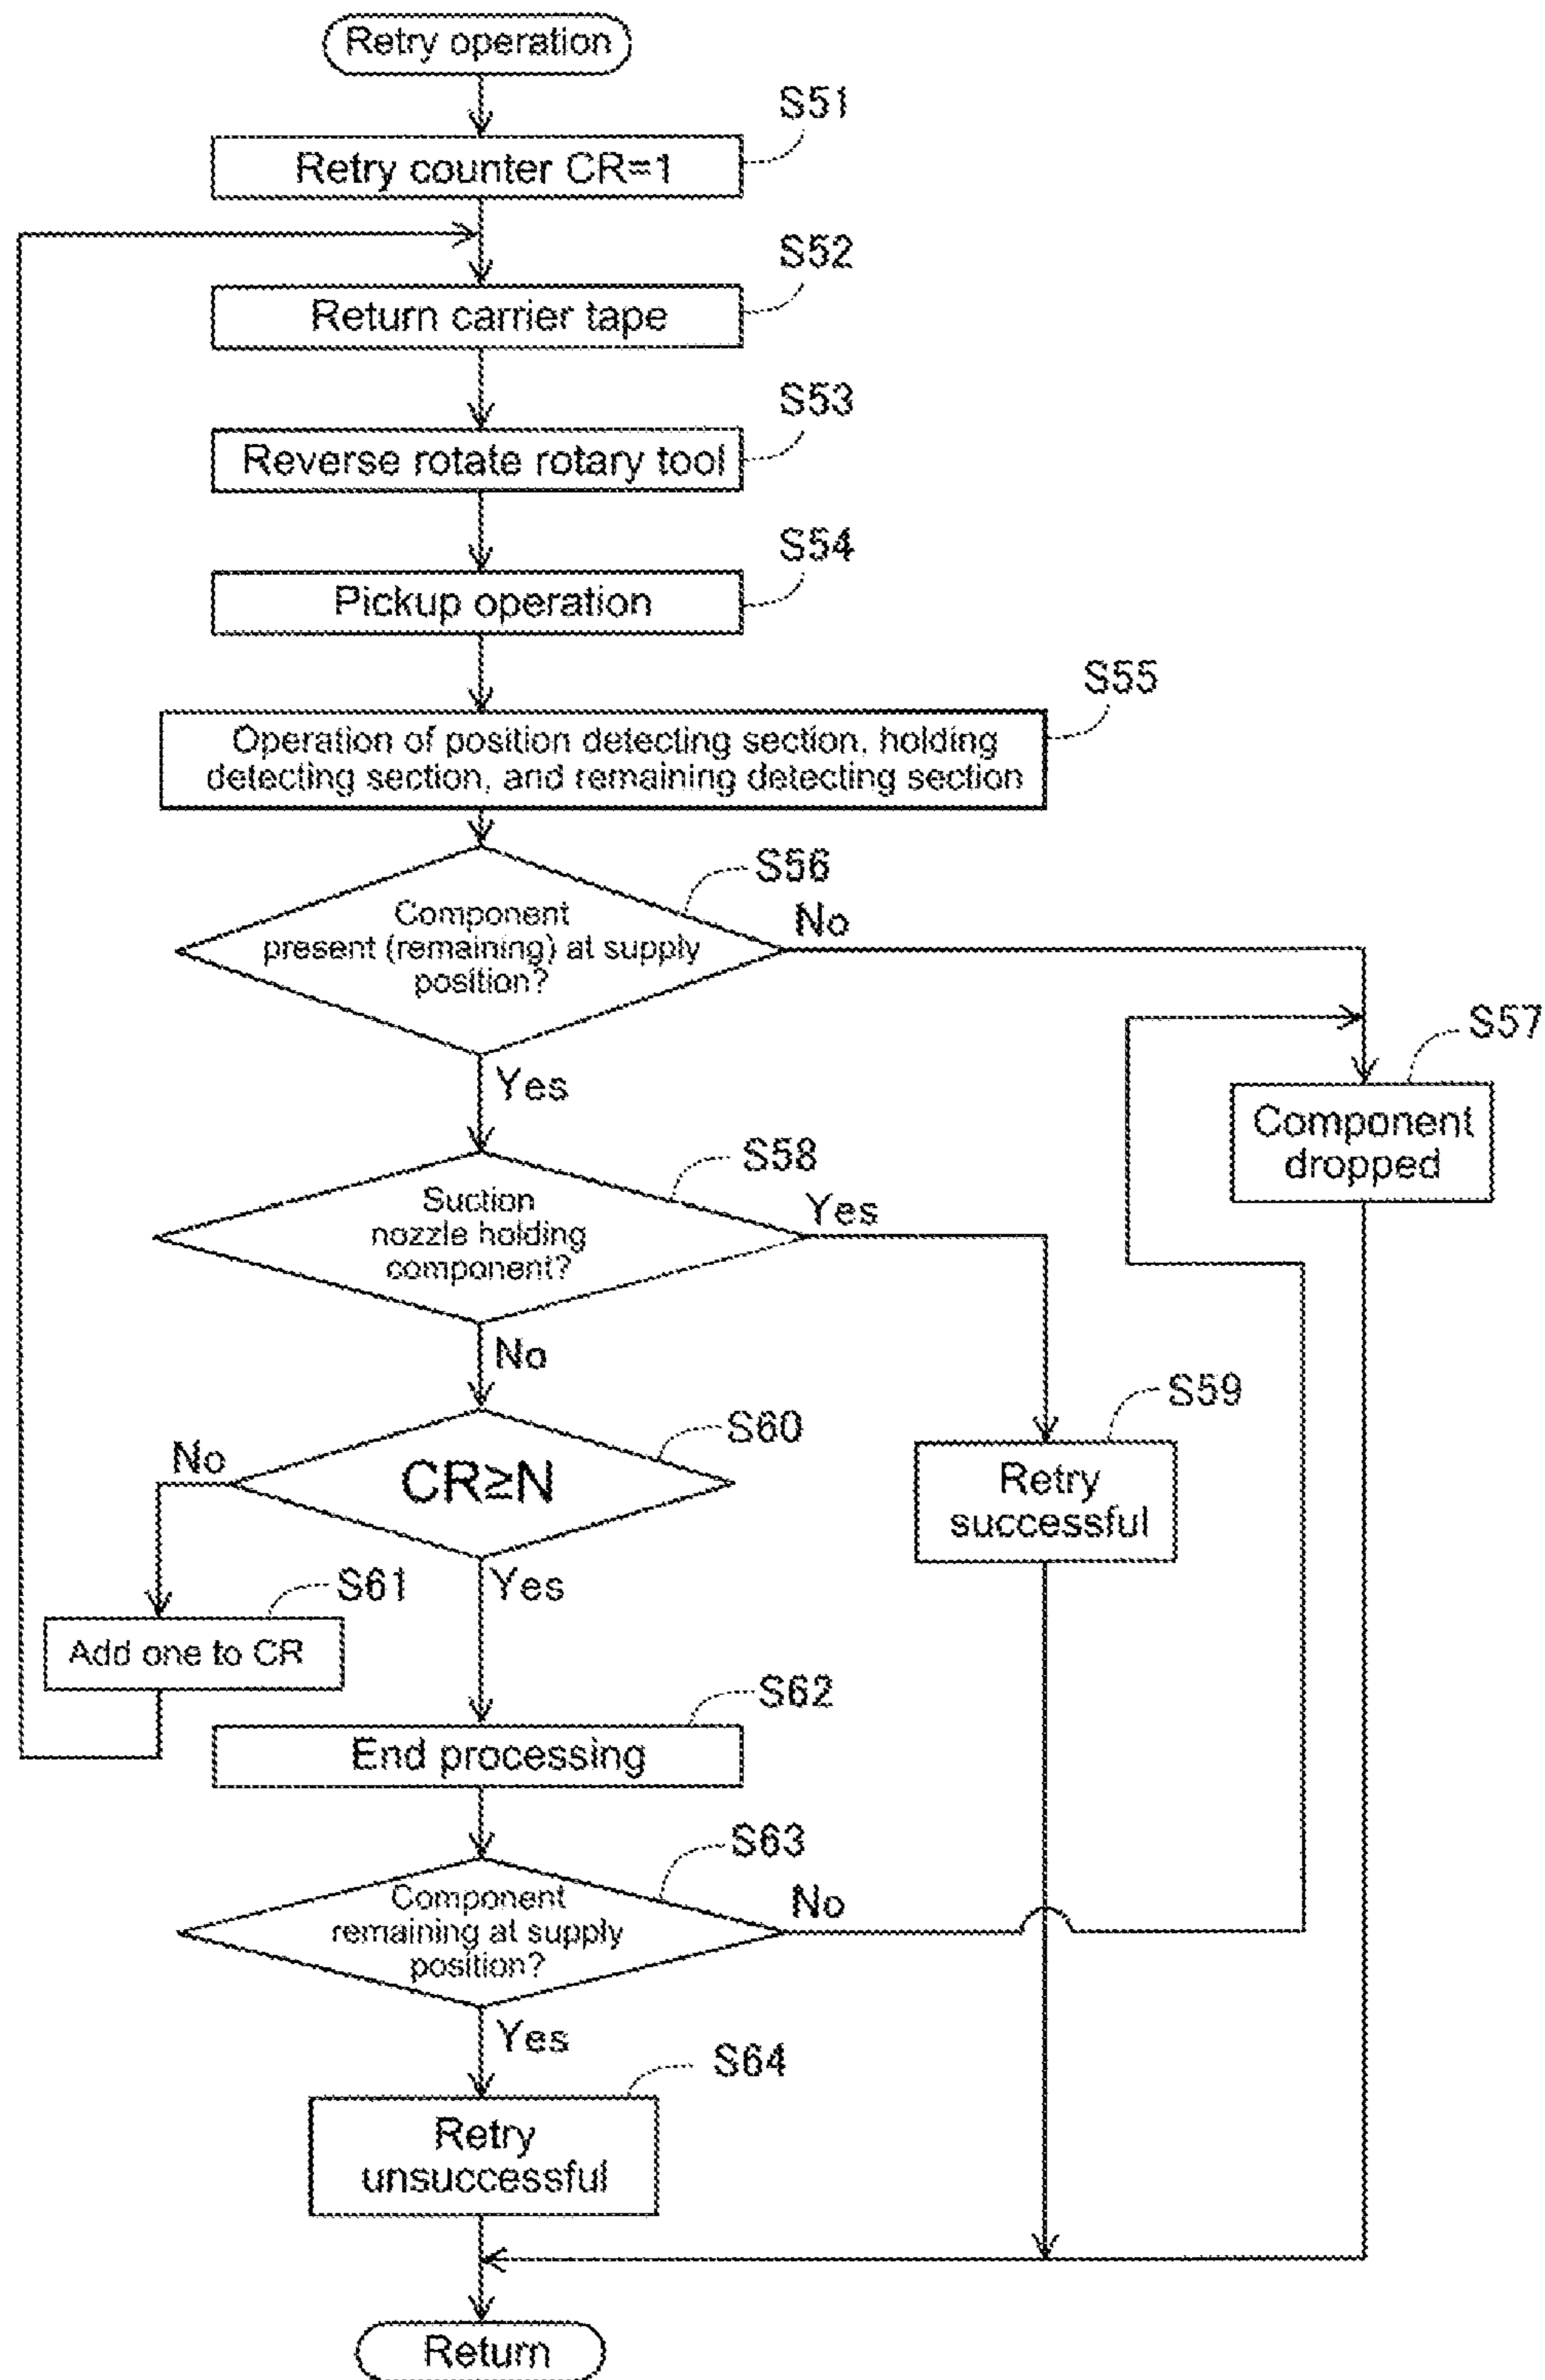 Retry operation
S51
Retry counter CR=1
S52
Return carrier tape
S53
Reverse rotate rotary tool
S54
Pickup operation
S55
Operation of position detecting section, holding
detecting section, and remaining detecting section
S56
Component
present (remaining) at supply
position?
No
Yes
S57
Component
dropped
S58
Suction
nozzle holding
component?
Yes
No
S59
Retry
successful
S60
CR≧N
No
Yes
S61
Add one to CR
S62
End processing
S63
Component
remaining at supply
position?
No
Yes
S64
Retry
unsuccessful
Return